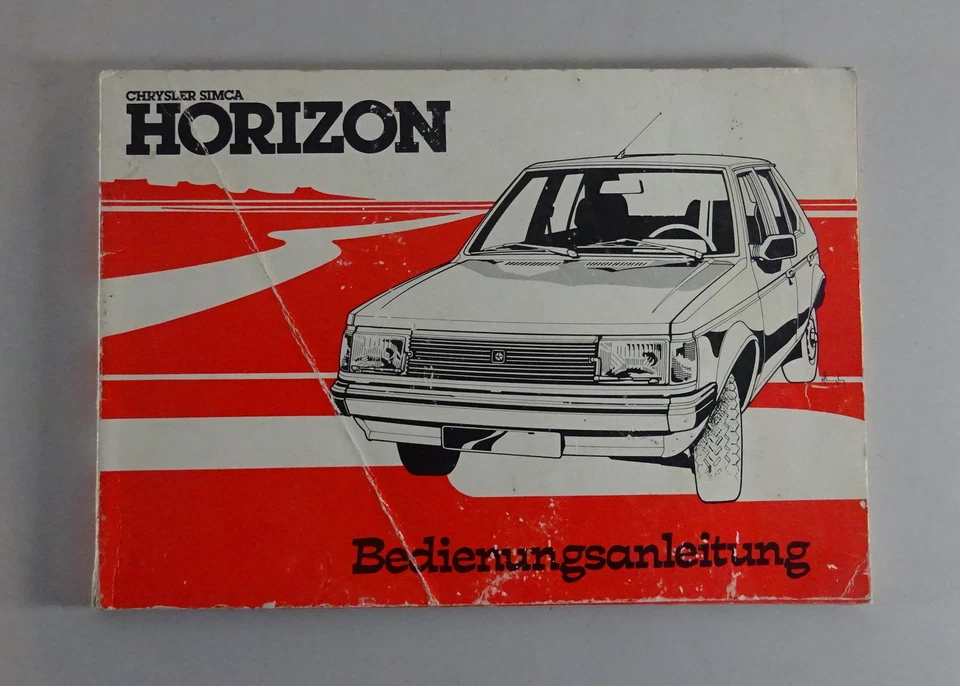 CHRYSLER SIMCA
HORIZON
Bedienungsanleitung